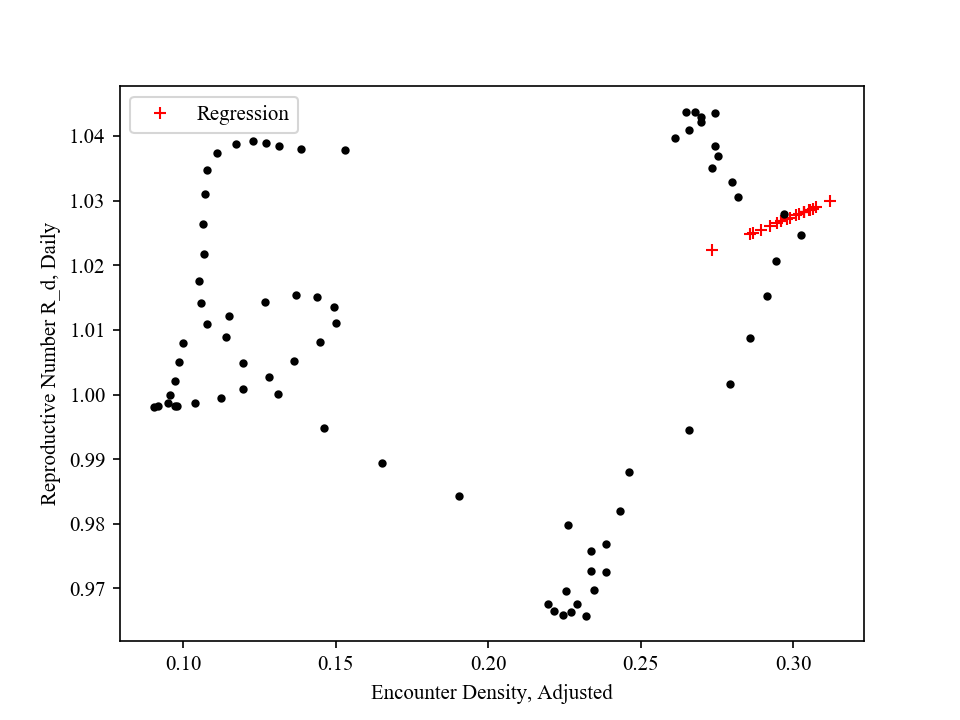 Regression
1.04
1.03
1.02
1.01
1.00
0.99
0.98
0.97
Reproductive Number R_d, Daily
0.10 0.15 0.20 0.25 0.30
Encounter Density, Adjusted